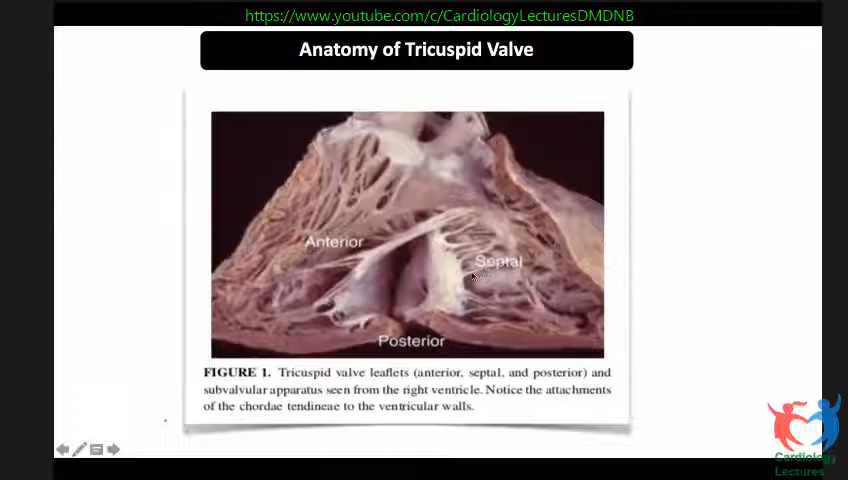 https://www.youtube.com/c/CardiologyLecturesDMDNB
Anatomy of Tricuspid Valve
Anterior
Septal
Posterior
FIGURE 1. Tricuspid valve leaflets (anterior, septal, and posterior) and
subvalvular apparatus seen from the right ventricle. Notice the attachments
of the chordae tendineae to the ventricular walls.
Cardiology
Lectures